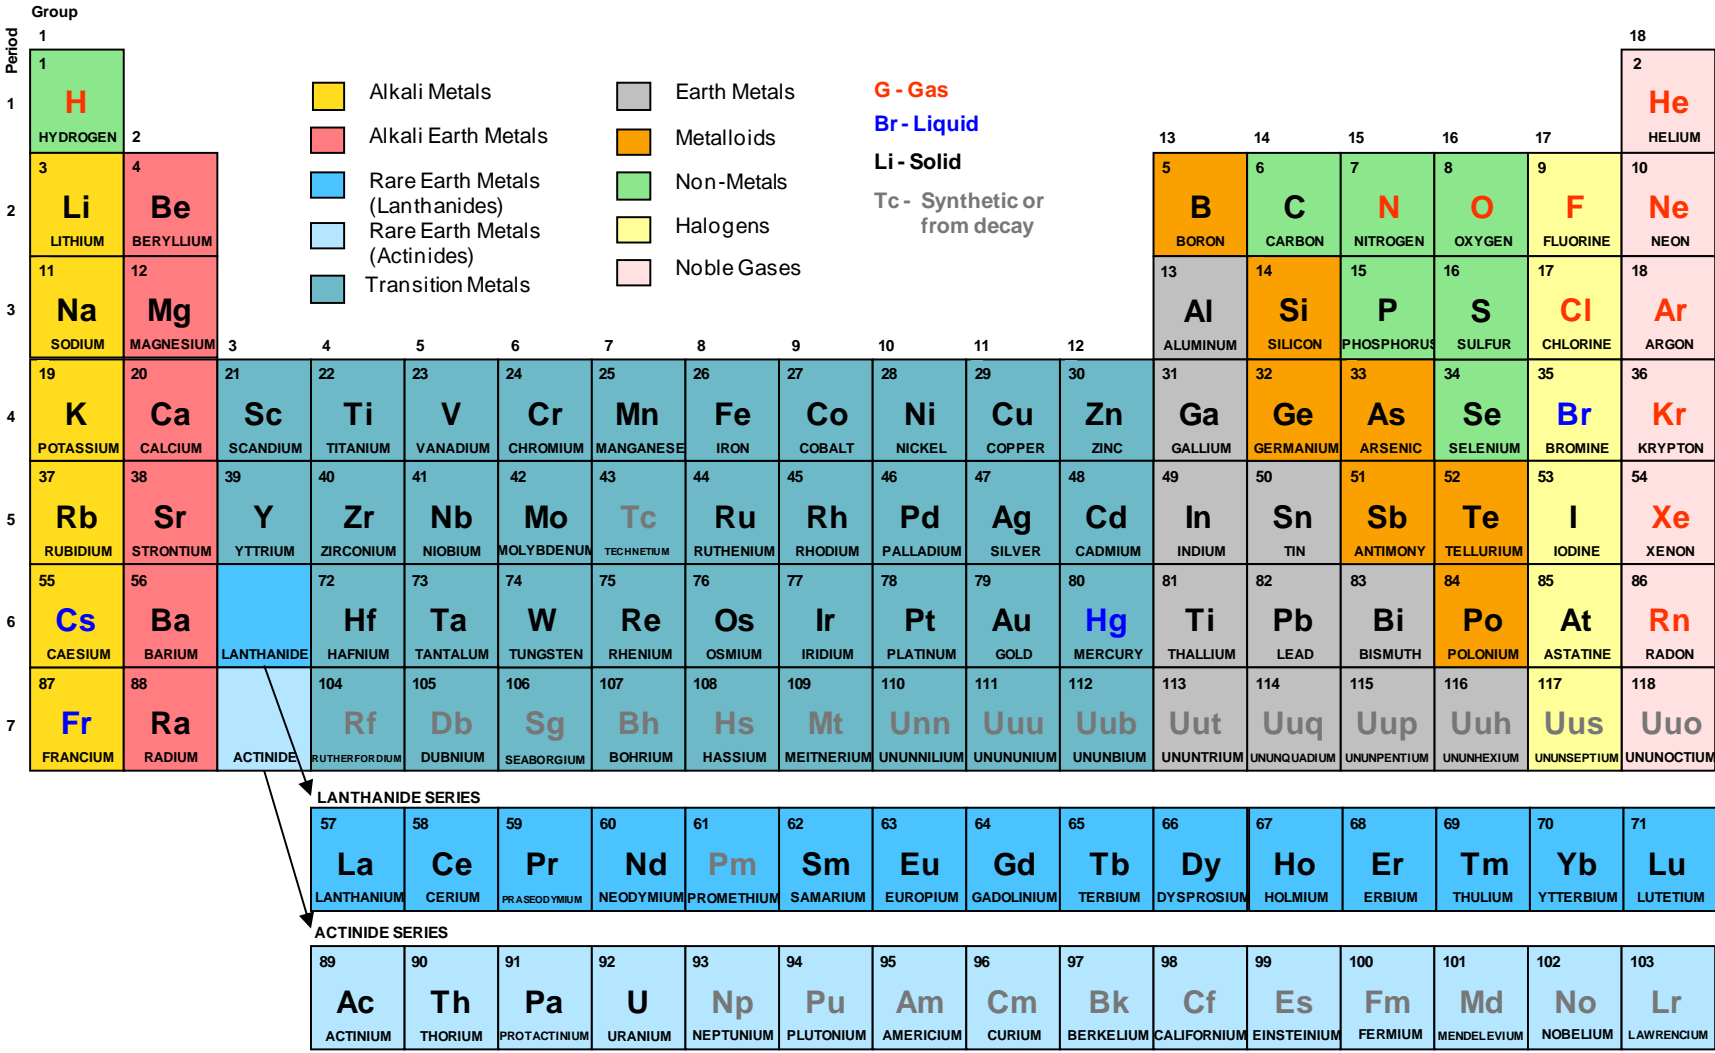 Group
Period
1
18
1
H
HYDROGEN
2
He
HELIUM
1
Alkali Metals
Alkali Earth Metals
Rare Earth Metals
(Lanthanides)
Rare Earth Metals
(Actinides)
Transition Metals
Earth Metals
Metalloids
Non-Metals
Halogens
Noble Gases
G - Gas
Br - Liquid
Li - Solid
Tc - Synthetic or
from decay
2 13 14 15 16 17
2
3 4 5 6 7 8 9 10
Li Be B C N O F Ne
LITHIUM BERYLLIUM BORON CARBON NITROGEN OXYGEN FLUORINE NEON
3
11 12 13 14 15 16 17 18
Na Mg Al Si P S Cl Ar
SODIUM MAGNESIUM ALUMINUM SILICON PHOSPHORUS SULFUR CHLORINE ARGON
3 4 5 6 7 8 9 10 11 12
4
19 20 21 22 23 24 25 26 27 28 29 30 31 32 33 34 35 36
K Ca Sc Ti V Cr Mn Fe Co Ni Cu Zn Ga Ge As Se Br Kr
POTASSIUM CALCIUM SCANDIUM TITANIUM VANADIUM CHROMIUM MANGANESE IRON COBALT NICKEL COPPER ZINC GALLIUM GERMANIUM ARSENIC SELENIUM BROMINE KRYPTON
5
37 38 39 40 41 42 43 44 45 46 47 48 49 50 51 52 53 54
Rb Sr Y Zr Nb Mo Tc Ru Rh Pd Ag Cd In Sn Sb Te I Xe
RUBIDIUM STRONTIUM YTTRIUM ZIRCONIUM NIOBIUM MOLYBDENUM TECHNETIUM RUTHENIUM RHODIUM PALLADIUM SILVER CADMIUM INDIUM TIN ANTIMONY TELLURIUM IODINE XENON
6
55 56 72 73 74 75 76 77 78 79 80 81 82 83 84 85 86
Cs Ba Hf Ta W Re Os Ir Pt Au Hg Ti Pb Bi Po At Rn
CAESIUM BARIUM LANTHANIDE HAFNIUM TANTALUM TUNGSTEN RHENIUM OSMIUM IRIDIUM PLATINUM GOLD MERCURY THALLIUM LEAD BISMUTH POLONIUM ASTATINE RADON
7
87 88 104 105 106 107 108 109 110 111 112 113 114 115 116 117 118
Fr Ra Rf Db Sg Bh Hs Mt Unn Uuu Uub Uut Uuq Uup Uuh Uus Uuo
FRANCIUM RADIUM ACTINIDE RUTHERFORDIUM DUBNIUM SEABORGIUM BOHRIUM HASSIUM MEITNERIUM UNUNNILIUM UNUNUNIUM UNUNBIUM UNUNTRIUM UNUNQUADIUM UNUNPENTIUM UNUNHEXIUM UNUNSEPTIUM UNUNOCTIUM
LANTHANIDE SERIES
57 58 59 60 61 62 63 64 65 66 67 68 69 70 71
La Ce Pr Nd Pm Sm Eu Gd Tb Dy Ho Er Tm Yb Lu
LANTHANIUM CERIUM PRASEODYMIUM NEODYMIUM PROMETHIUM SAMARIUM EUROPIUM GADOLINIUM TERBIUM DYSPROSIUM HOLMIUM ERBIUM THULIUM YTTERBIUM LUTETIUM
ACTINIDE SERIES
89 90 91 92 93 94 95 96 97 98 99 100 101 102 103
Ac Th Pa U Np Pu Am Cm Bk Cf Es Fm Md No Lr
ACTINIUM THORIUM PROTACTINIUM URANIUM NEPTUNIUM PLUTONIUM AMERICIUM CURIUM BERKELIUM CALIFORNIUM EINSTEINIUM FERMIUM MENDELEVIUM NOBELIUM LAWRENCIUM